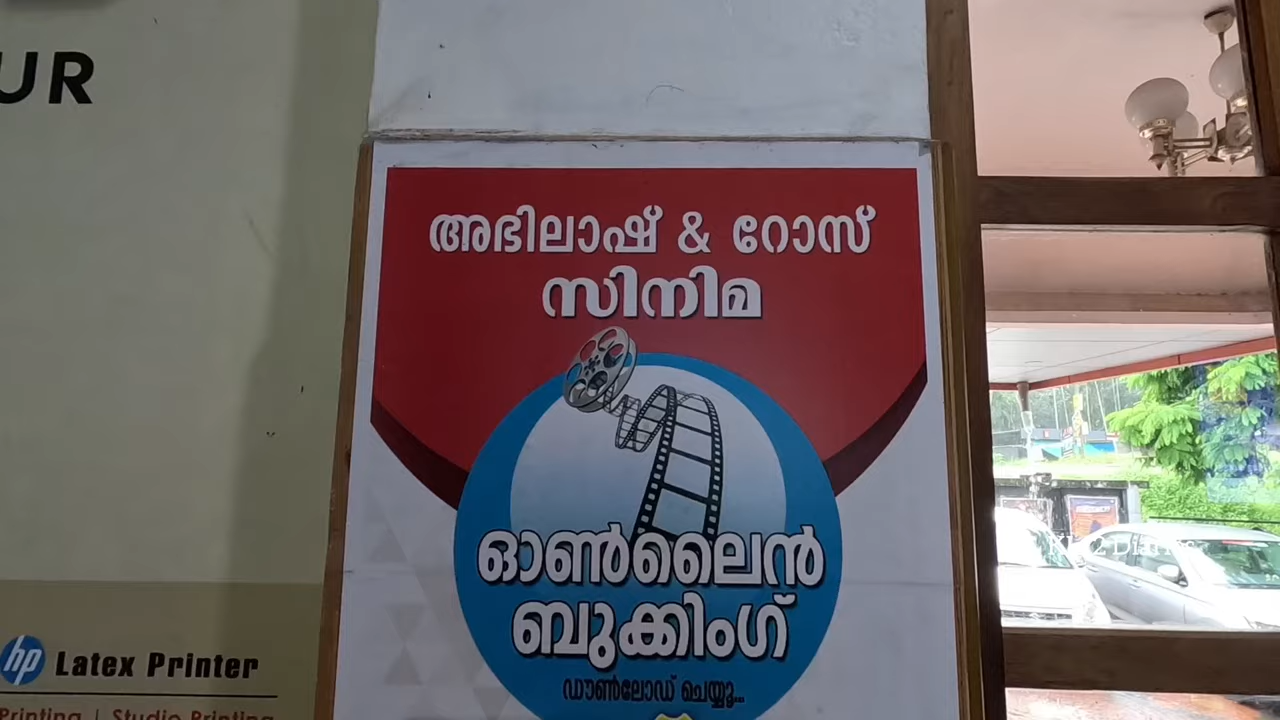 UR
അഭിലാഷ് & റോസ്
സിനിമ
ഓൺലൈൻ
ബുക്കിംഗ്
ഡൗൺലോഡ് ചെയ്യൂ...
hp Latex Printer
Printing | Studio Printing